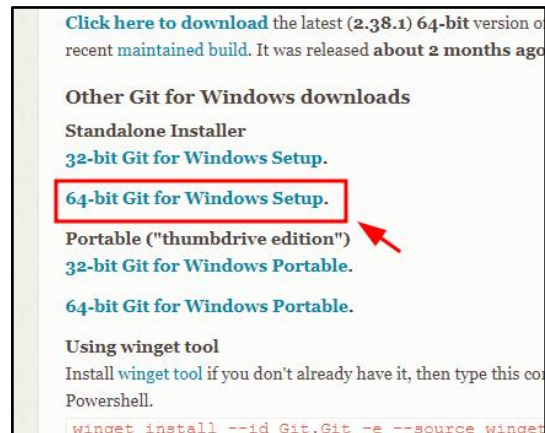 Click here to download the latest (2.38.1) 64-bit version o
recent maintained build. It was released about 2 months ago
Other Git for Windows downloads
Standalone Installer
32-bit Git for Windows Setup.
64-bit Git for Windows Setup.
Portable ("thumbdrive edition")
32-bit Git for Windows Portable.
64-bit Git for Windows Portable.
Using winget tool
Install winget tool if you don't already have it, then type this co
Powershell.
winget install --id Git.Git -e --source winget